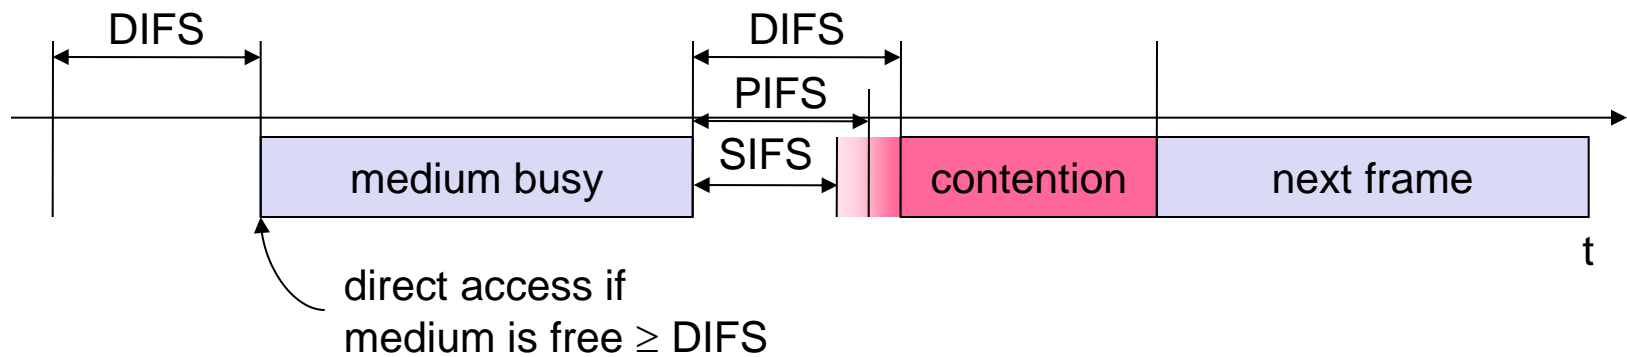 DIFS
DIFS
PIFS
SIFS
medium busy
contention
next frame
t
direct access if
medium is free ≥ DIFS